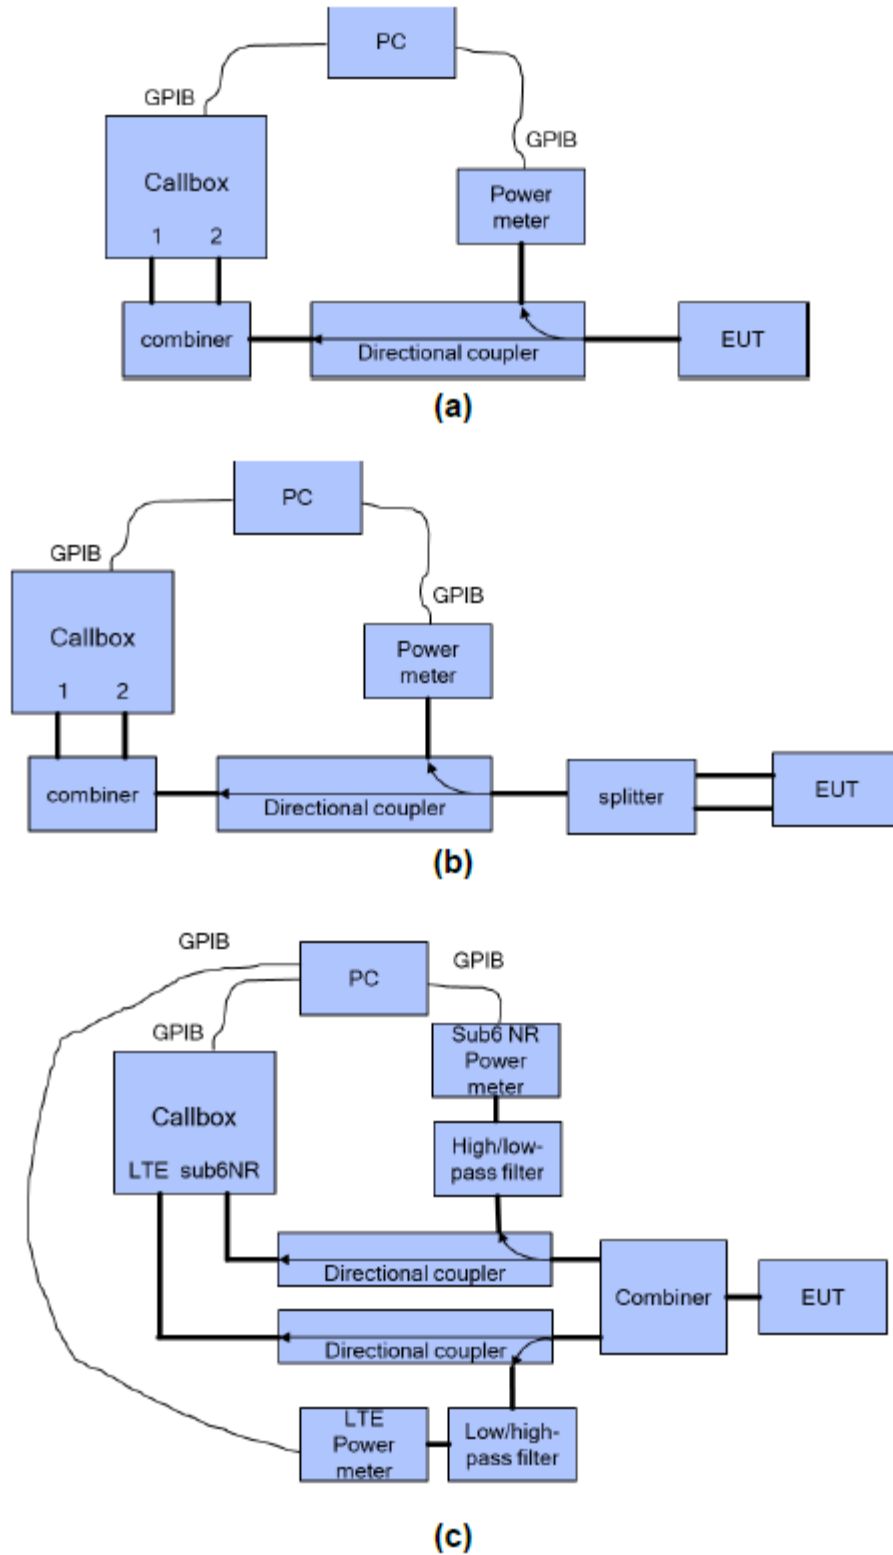 PC
GPIB
GPIB
Callbox
1 2
Power
meter
combiner
Directional coupler
EUT
(a)
PC
GPIB
GPIB
Callbox
1 2
Power
meter
combiner
Directional coupler
splitter
EUT
(b)
GPIB
PC
GPIB
GPIB
Sub6 NR
Power
meter
Callbox
LTE sub6NR
High/low-
pass filter
Directional coupler
Combiner
EUT
Directional coupler
LTE
Power
meter
Low/high-
pass filter
(c)